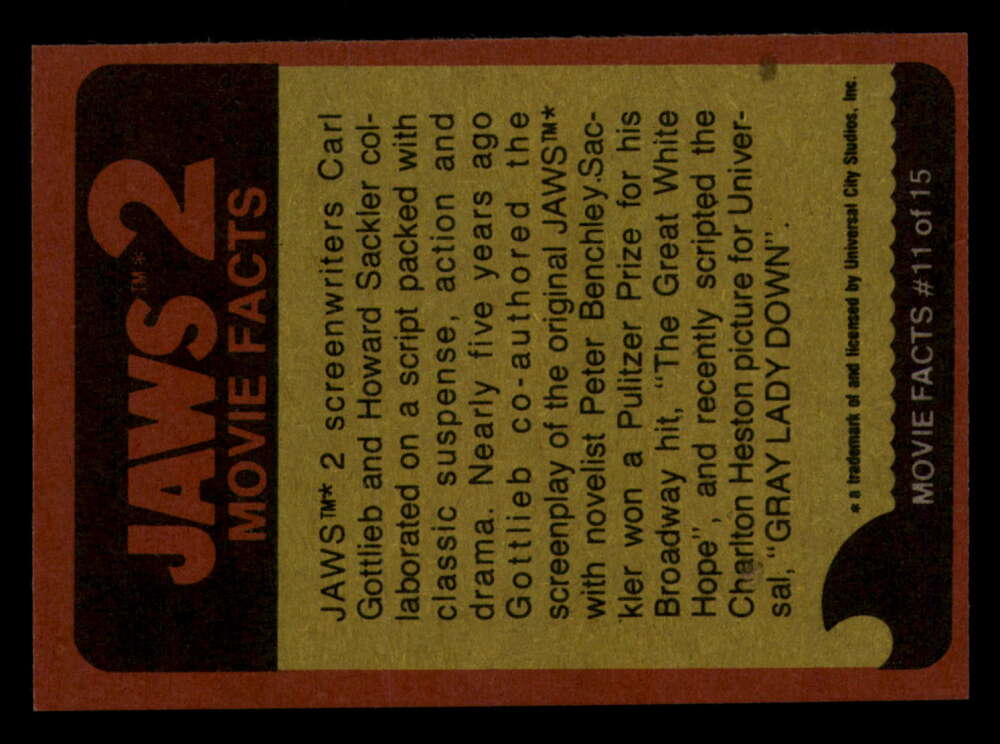 JAWS™* 2
MOVIE FACTS
JAWS™* 2 screenwriters Carl
Gottlieb and Howard Sackler col-
laborated on a script packed with
classic suspense, action and
drama. Nearly five years ago
Gottlieb co-authored the
screenplay of the original JAWS™*
with novelist Peter Benchley.Sac-
kler won a Pulitzer Prize for his
Broadway hit, "The Great White
Hope", and recently scripted the
Charlton Heston picture for Univer-
sal, "GRAY LADY DOWN".
* a trademark of and licensed by Universal City Studios, Inc.
MOVIE FACTS #11 of 15